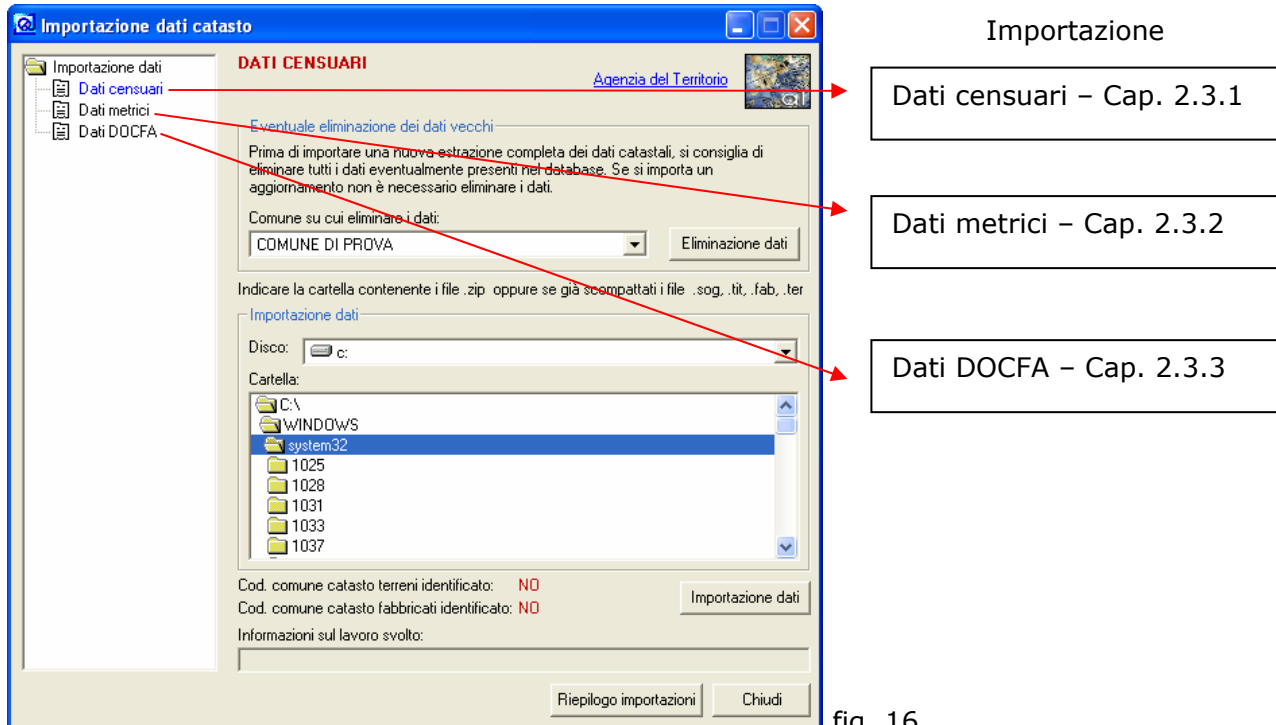 Importazione dati catasto
Importazione dati
Dati censuari
Dati metrici
Dati DOCFA
DATI CENSUARI
Agenzia del Territorio
at
Eventuale eliminazione dei dati vecchi
Prima di importare una nuova estrazione completa dei dati catastali, si consiglia di
eliminare tutti i dati eventualmente presenti nel database. Se si importa un
aggiornamento non è necessario eliminare i dati.
Comune su cui eliminare i dati:
COMUNE DI PROVA
Eliminazione dati
Indicare la cartella contenente i file .zip oppure se già scompattati i file .sog, .tit, .fab, .ter
Importazione dati
Disco:
c:
Cartella:
C:\
WINDOWS
system32
1025
1028
1031
1033
1037
Cod. comune catasto terreni identificato: NO
Cod. comune catasto fabbricati identificato: NO
Importazione dati
Informazioni sul lavoro svolto:
Riepilogo importazioni
Chiudi
Importazione
Dati censuari – Cap. 2.3.1
Dati metrici – Cap. 2.3.2
Dati DOCFA – Cap. 2.3.3
fig. 16